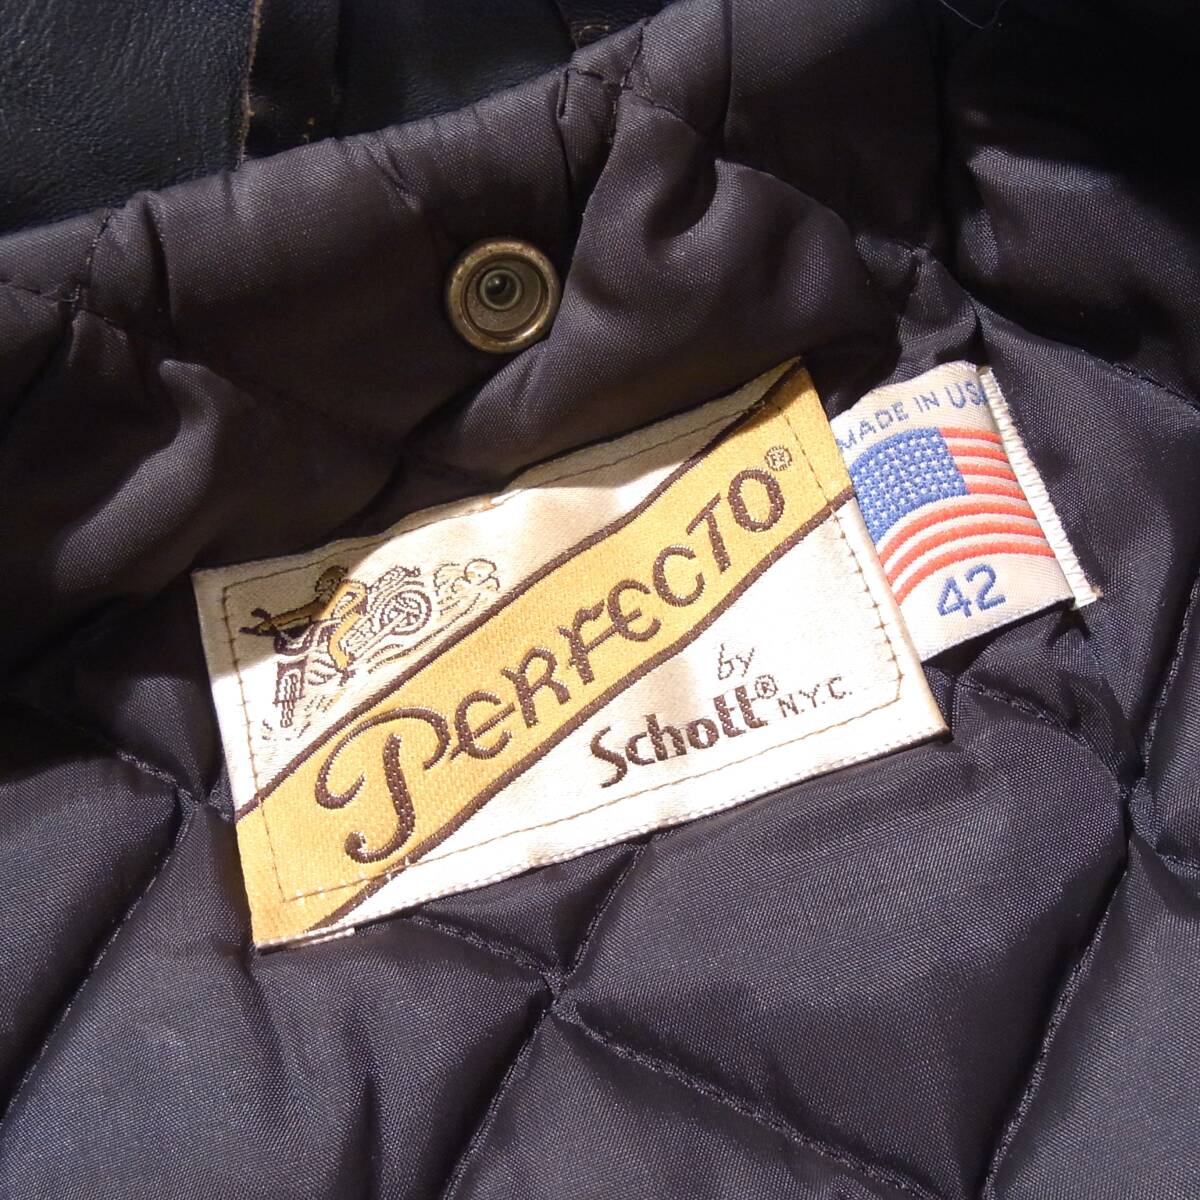 PERFECTO®
by
Schott® N.Y.C.
MADE IN USA
42